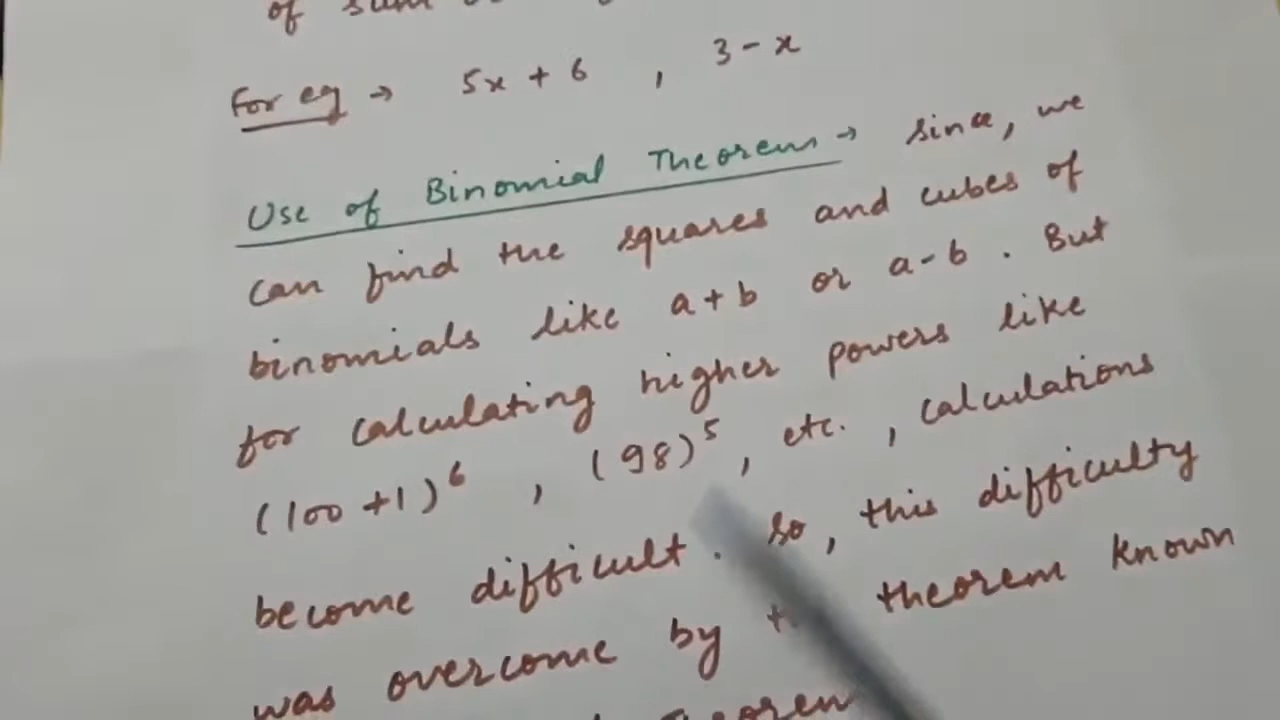 of
For eg → 5x + 6 , 3 - x
Use of Binomial Theorem → since, we
can find the squares and cubes of
binomials like a + b or a - b . But
for calculating higher powers like
(100 + 1)⁶ , (98)⁵ , etc. , calculations
become difficult . So , this difficulty
was overcome by theorem known
Theorem